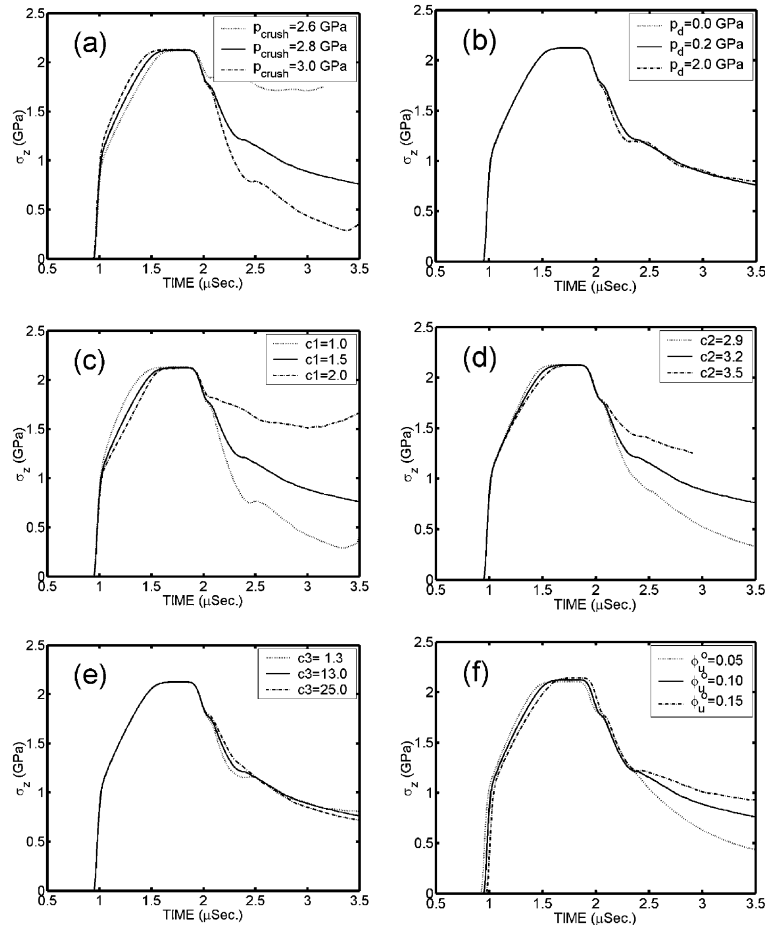 (a)
p_crush=2.6 GPa
p_crush=2.8 GPa
p_crush=3.0 GPa
2.5
2
1.5
1
0.5
0
σ_z (GPa)
0.5 1 1.5 2 2.5 3 3.5
TIME (μSec.)
(b)
p_d=0.0 GPa
p_d=0.2 GPa
p_d=2.0 GPa
2.5
2
1.5
1
0.5
0
σ_z (GPa)
0.5 1 1.5 2 2.5 3 3.5
TIME (μSec.)
(c)
c1=1.0
c1=1.5
c1=2.0
2.5
2
1.5
1
0.5
0
σ_z (GPa)
0.5 1 1.5 2 2.5 3 3.5
TIME (μSec.)
(d)
c2=2.9
c2=3.2
c2=3.5
2.5
2
1.5
1
0.5
0
σ_z (GPa)
0.5 1 1.5 2 2.5 3 3.5
TIME (μSec.)
(e)
c3= 1.3
c3=13.0
c3=25.0
2.5
2
1.5
1
0.5
0
σ_z (GPa)
0.5 1 1.5 2 2.5 3 3.5
TIME (μSec.)
(f)
ϕ_u^o=0.05
ϕ_u^o=0.10
ϕ_u^o=0.15
2.5
2
1.5
1
0.5
0
σ_z (GPa)
0.5 1 1.5 2 2.5 3 3.5
TIME (μSec.)